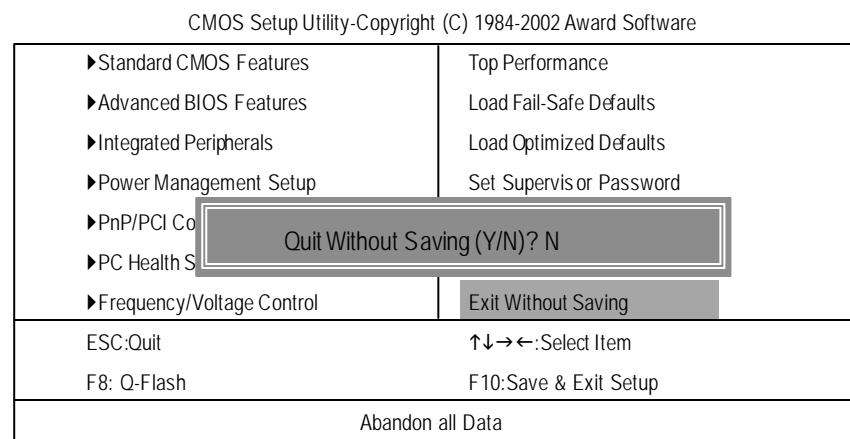 CMOS Setup Utility-Copyright (C) 1984-2002 Award Software
▶Standard CMOS Features
Top Performance
▶Advanced BIOS Features
Load Fail-Safe Defaults
▶Integrated Peripherals
Load Optimized Defaults
▶Power Management Setup
Set Supervisor Password
▶PnP/PCI Co
Quit Without Saving (Y/N)? N
▶PC Health S
▶Frequency/Voltage Control
Exit Without Saving
ESC:Quit
↑↓→←:Select Item
F8: Q-Flash
F10:Save & Exit Setup
Abandon all Data